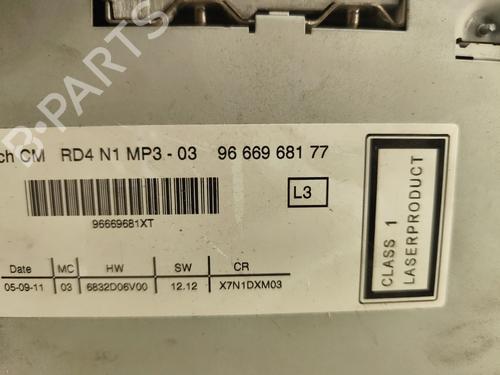 CM RD4 N1 MP3 - 03 96 669 681 77
L3
96669681XT
Date MC HW SW CR
05-09-11 03 6832D06V00 12.12 X7N1DXM03
CLASS 1
LASERPRODUCT
B-PARTS